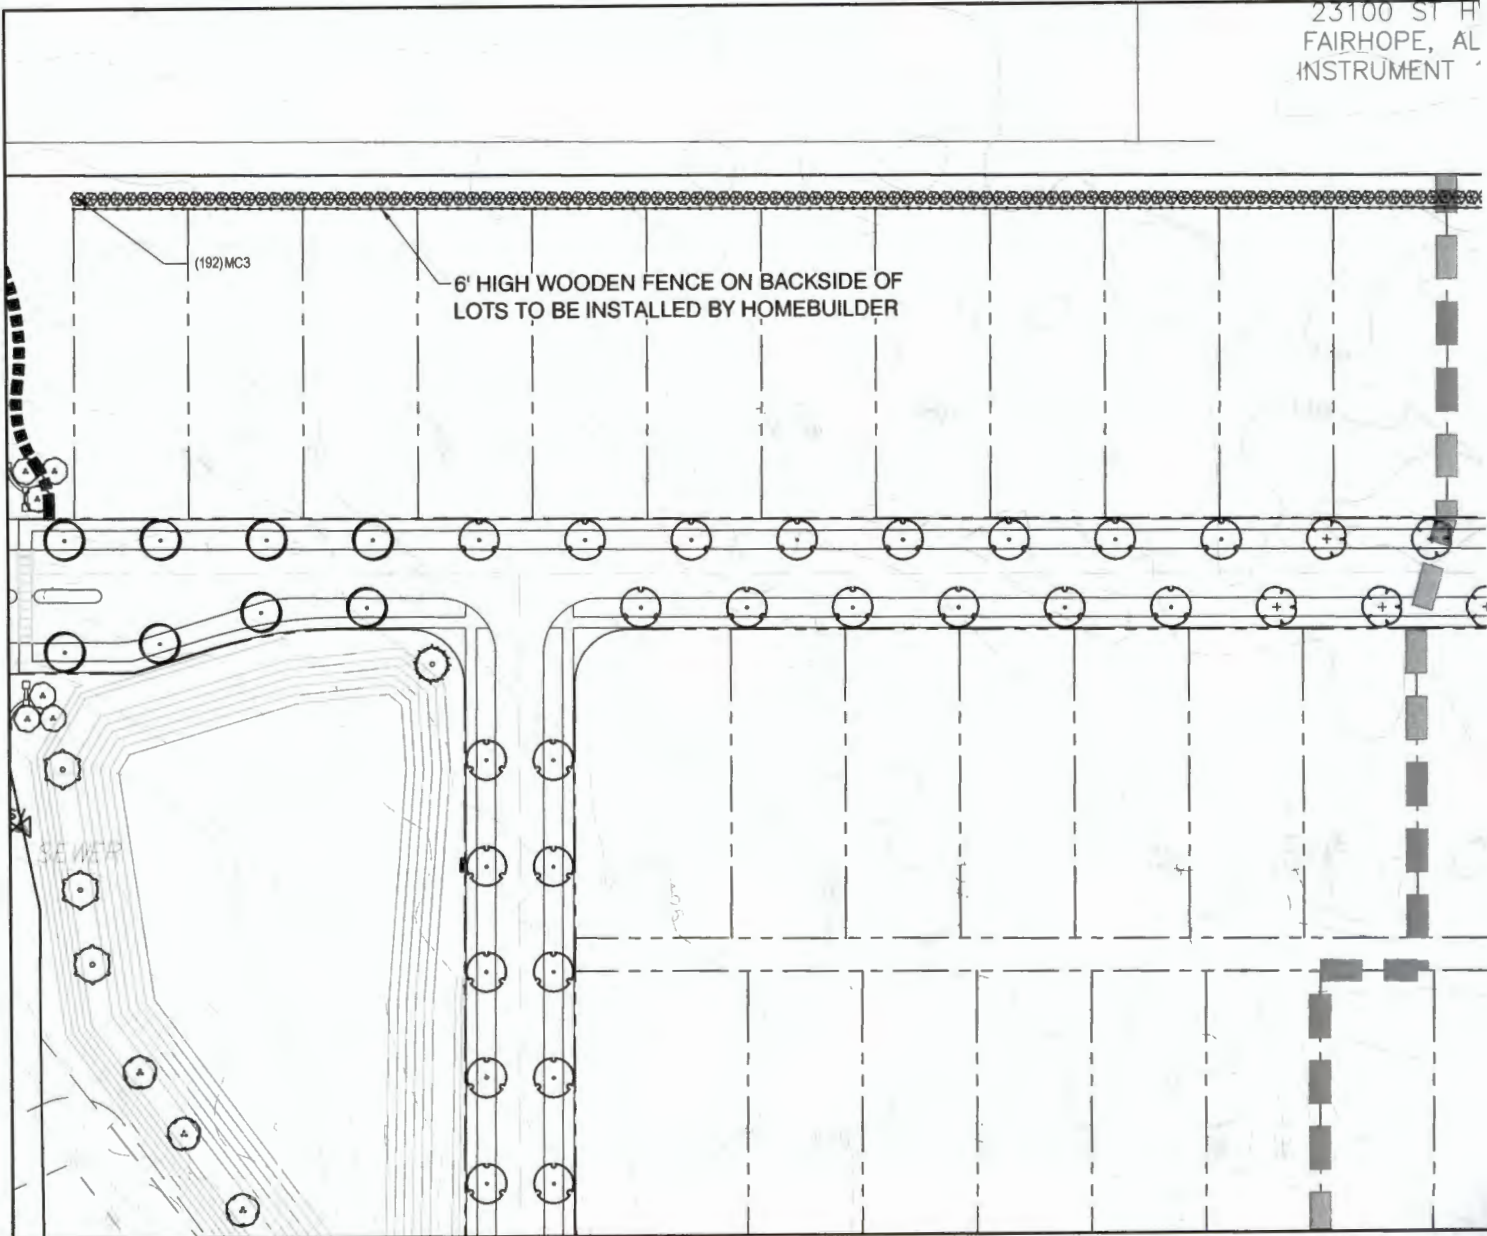 23100 ST H
FAIRHOPE, AL
INSTRUMENT
(192)MC3
6' HIGH WOODEN FENCE ON BACKSIDE OF
LOTS TO BE INSTALLED BY HOMEBUILDER
SEWER